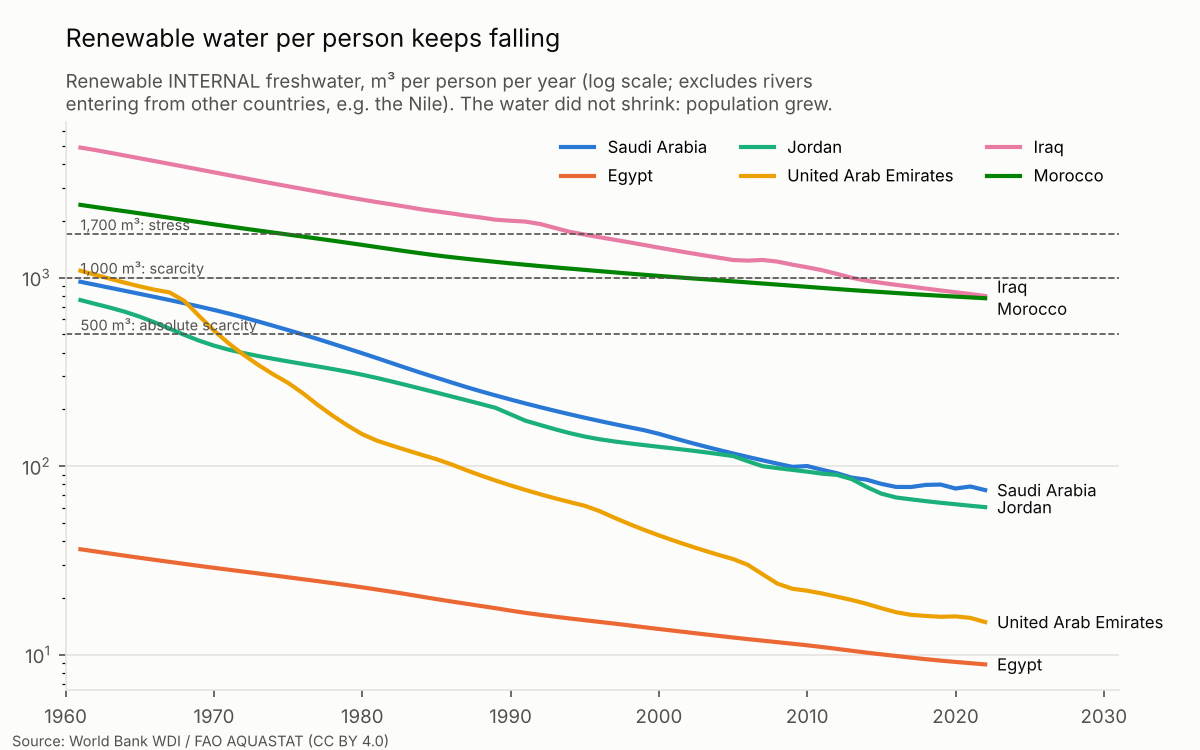 Renewable water per person keeps falling
Renewable INTERNAL freshwater, m³ per person per year (log scale; excludes rivers
entering from other countries, e.g. the Nile). The water did not shrink: population grew.
Saudi Arabia
Jordan
Iraq
Egypt
United Arab Emirates
Morocco
1,700 m³: stress
1,000 m³: scarcity
500 m³: absolute scarcity
10³
10²
10¹
Iraq
Morocco
Saudi Arabia
Jordan
United Arab Emirates
Egypt
1960 1970 1980 1990 2000 2010 2020 2030
Source: World Bank WDI / FAO AQUASTAT (CC BY 4.0)